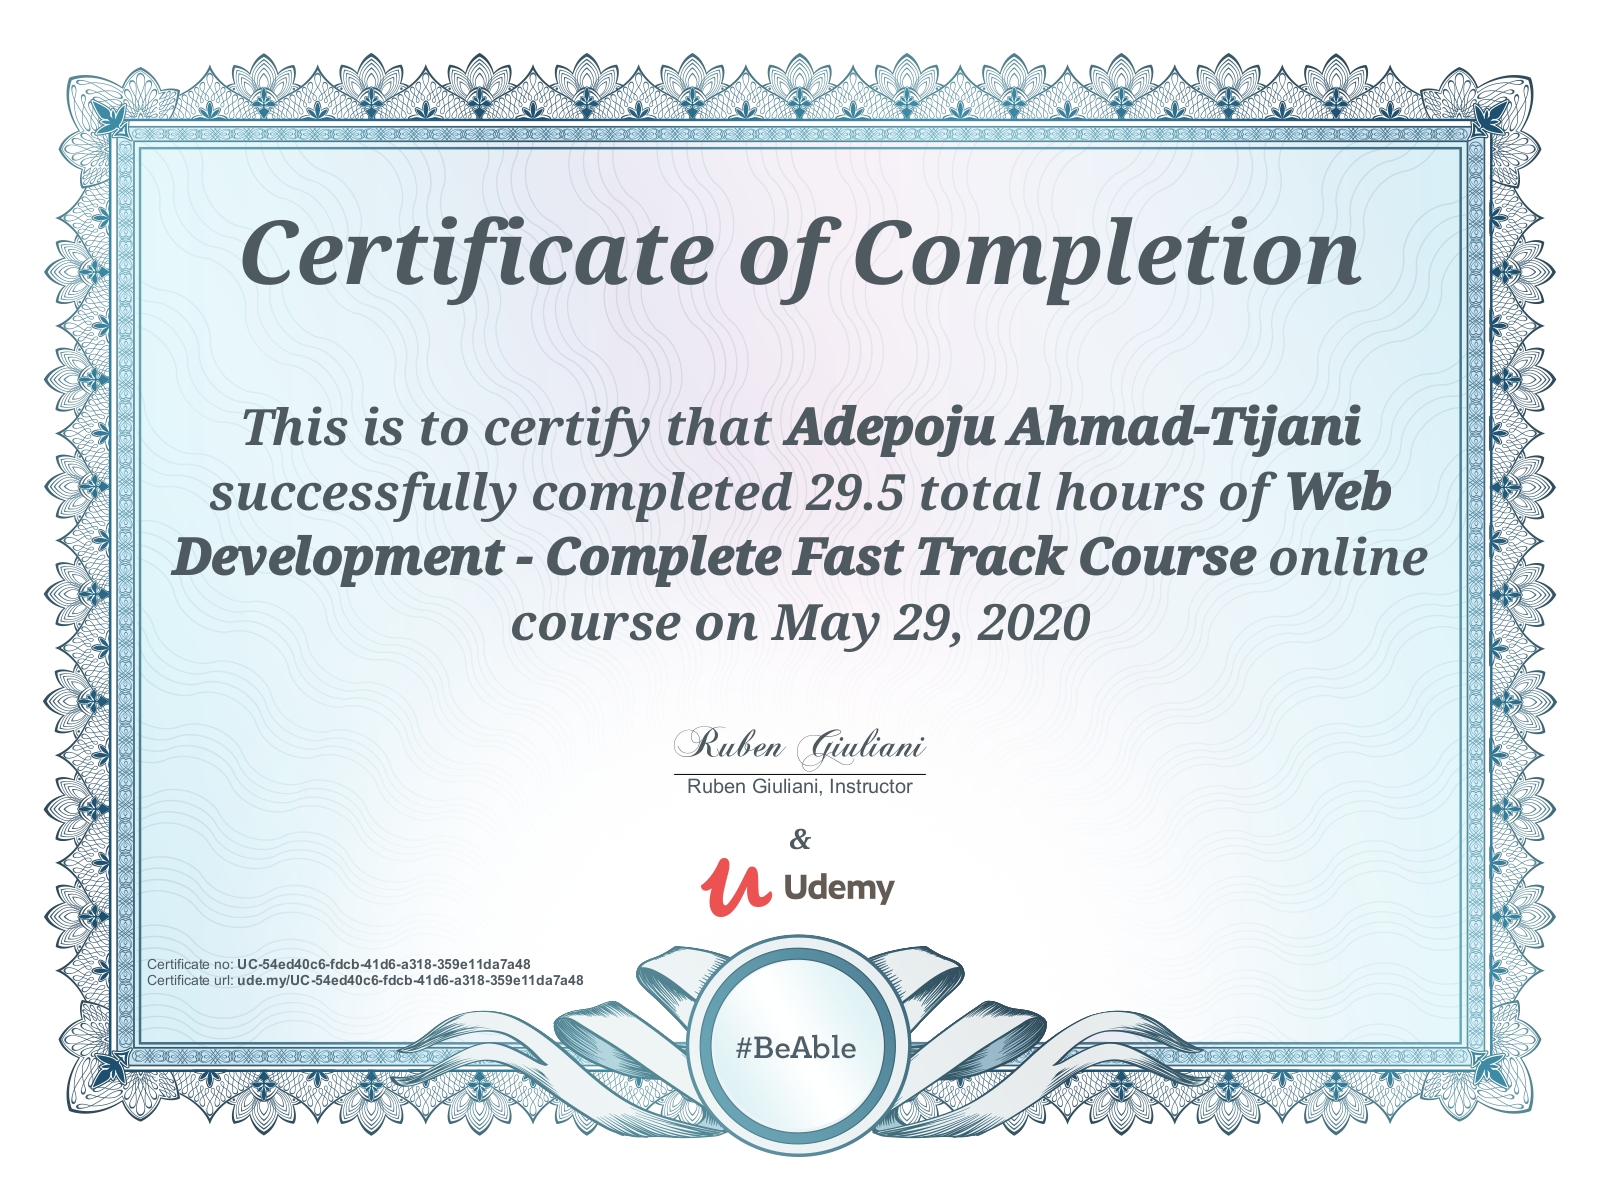 Certificate of Completion
This is to certify that Adepoju Ahmad-Tijani
successfully completed 29.5 total hours of Web
Development - Complete Fast Track Course online
course on May 29, 2020
Ruben Giuliani
Ruben Giuliani, Instructor
&
Udemy
Certificate no: UC-54ed40c6-fdcb-41d6-a318-359e11da7a48
Certificate url: ude.my/UC-54ed40c6-fdcb-41d6-a318-359e11da7a48
#BeAble